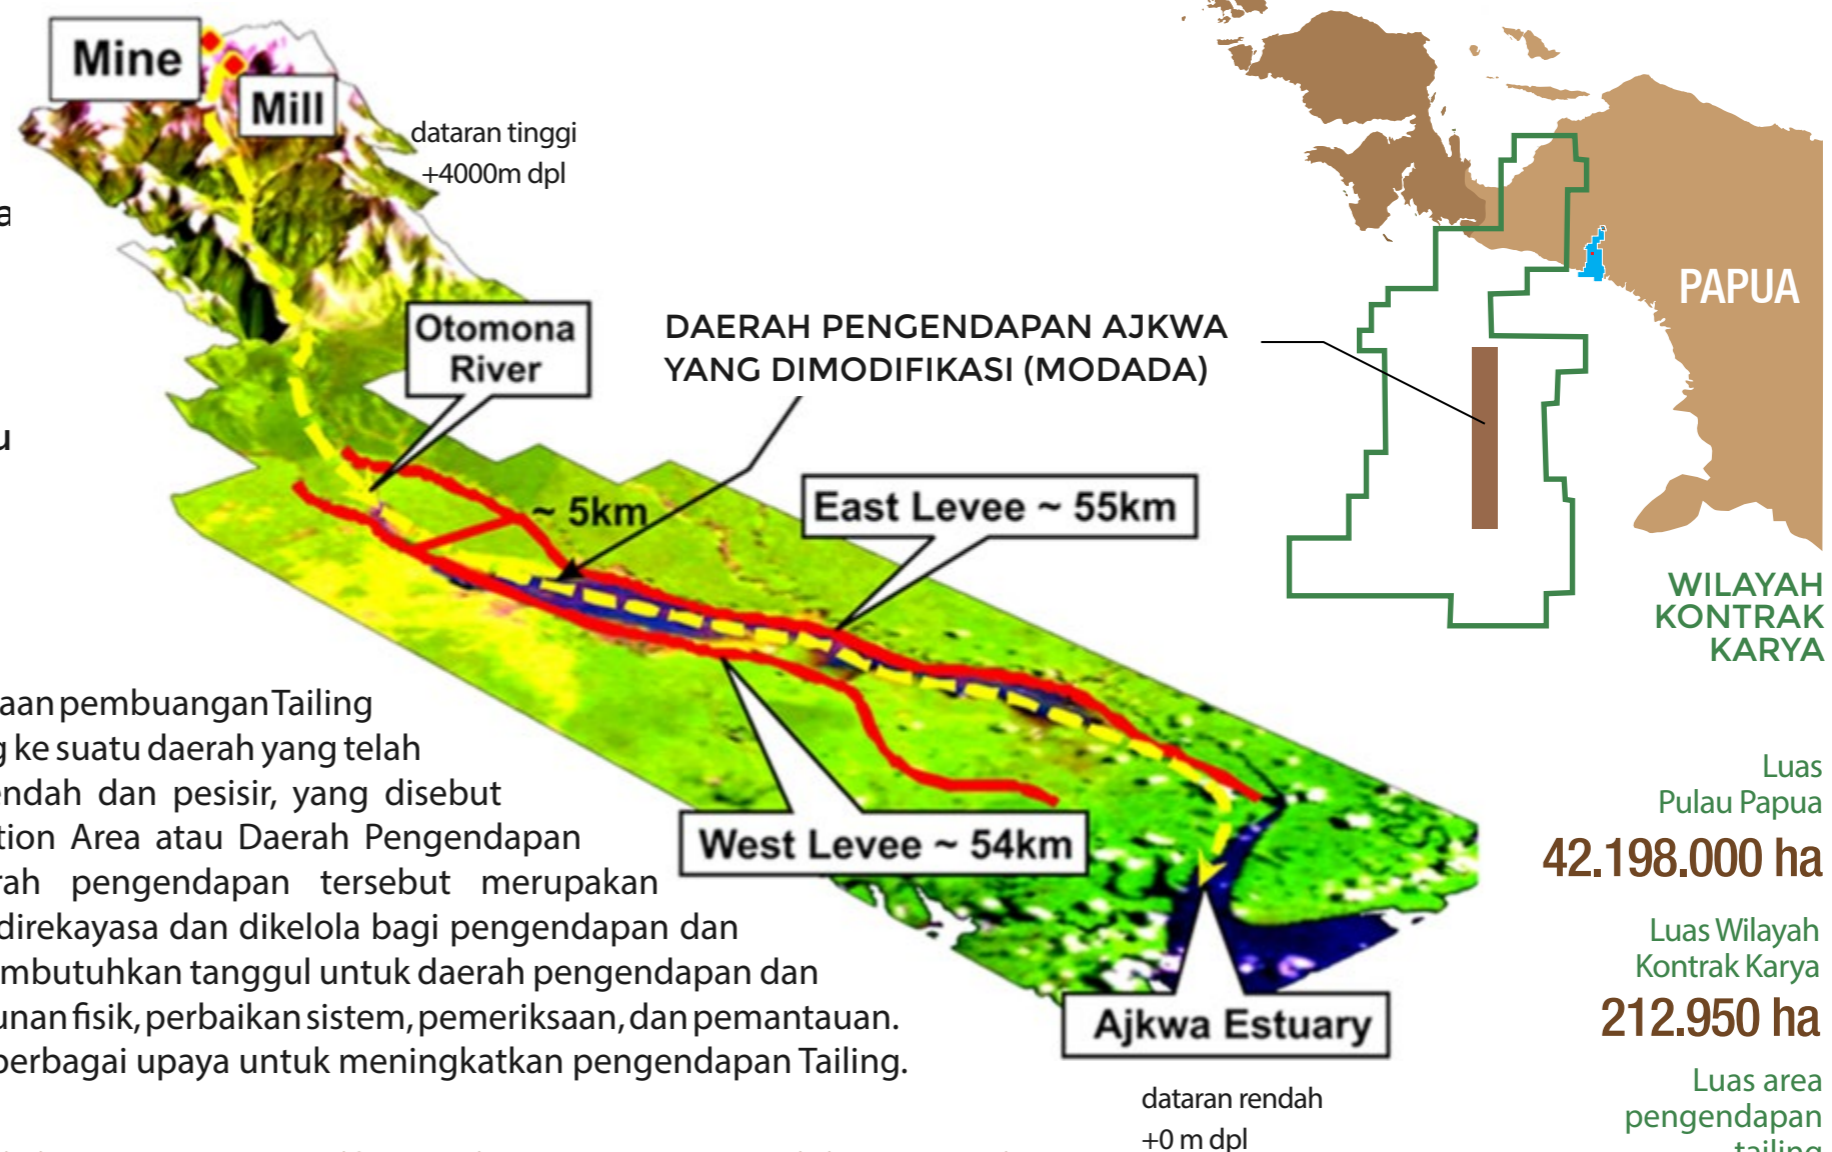 Mine
Mill
dataran tinggi
+4000m dpl
Otomona
River
DAERAH PENGENDAPAN AJKWA
YANG DIMODIFIKASI (MODADA)
~ 5km
East Levee ~ 55km
West Levee ~ 54km
Ajkwa Estuary
dataran rendah
+0 m dpl
PAPUA
WILAYAH
KONTRAK
KARYA
Luas
Pulau Papua
42.198.000 ha
Luas Wilayah
Kontrak Karya
212.950 ha
Luas area
pengendapan
tailing
a
u
aan pembuangan Tailing
g ke suatu daerah yang telah
endah dan pesisir, yang disebut
tion Area atau Daerah Pengendapan
rah pengendapan tersebut merupakan
direkayasa dan dikelola bagi pengendapan dan
mbutuhkan tanggul untuk daerah pengendapan dan
unan fisik, perbaikan sistem, pemeriksaan, dan pemantauan.
berbagai upaya untuk meningkatkan pengendapan Tailing.